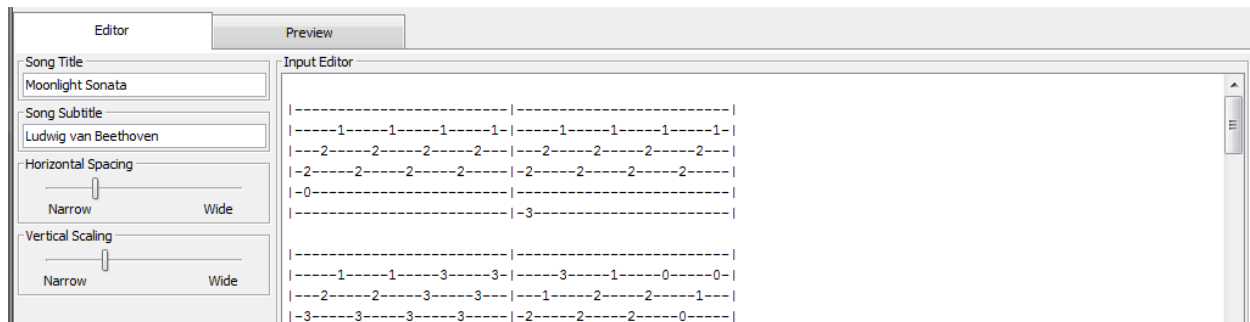 Editor
Preview
Song Title
Moonlight Sonata
Song Subtitle
Ludwig van Beethoven
Horizontal Spacing
Narrow Wide
Vertical Scaling
Narrow Wide
Input Editor
|-------------------------|-------------------------|
|-----1-----1-----1-----1-|-----1-----1-----1-----1-|
|---2-----2-----2-----2---|---2-----2-----2-----2---|
|-2-----2-----2-----2-----|-2-----2-----2-----2-----|
|-0-----------------------|-------------------------|
|-------------------------|-3-----------------------|
|-------------------------|-------------------------|
|-----1-----1-----3-----3-|-----3-----1-----0-----0-|
|---2-----2-----3-----3---|---1-----2-----2-----1---|
|-3-----3-----3-----3-----|-2-----2-----2-----0-----|